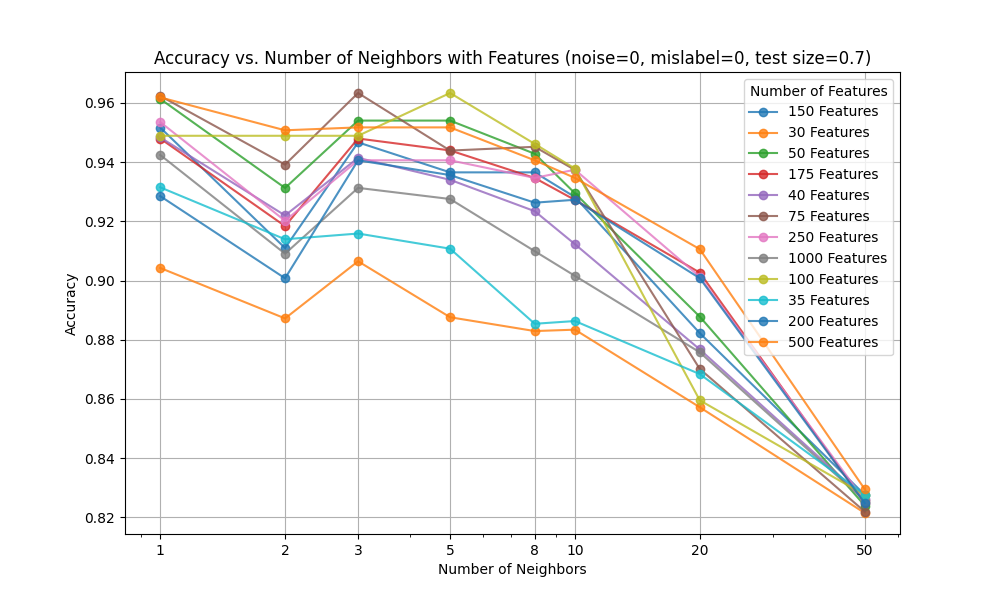 Accuracy vs. Number of Neighbors with Features (noise=0, mislabel=0, test size=0.7)
Number of Features
150 Features
30 Features
50 Features
175 Features
40 Features
75 Features
250 Features
1000 Features
100 Features
35 Features
200 Features
500 Features
Accuracy
0.96
0.94
0.92
0.90
0.88
0.86
0.84
0.82
1 2 3 5 8 10 20 50
Number of Neighbors